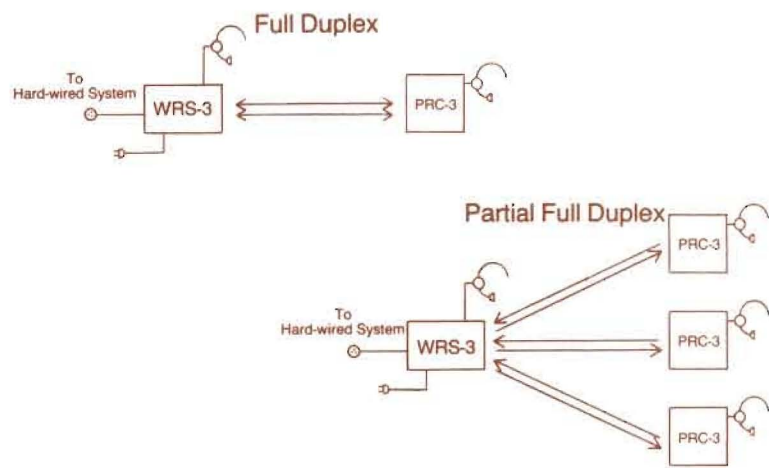 Full Duplex
To
Hard-wired System
WRS-3
PRC-3
Partial Full Duplex
PRC-3
To
Hard-wired System
WRS-3
PRC-3
PRC-3